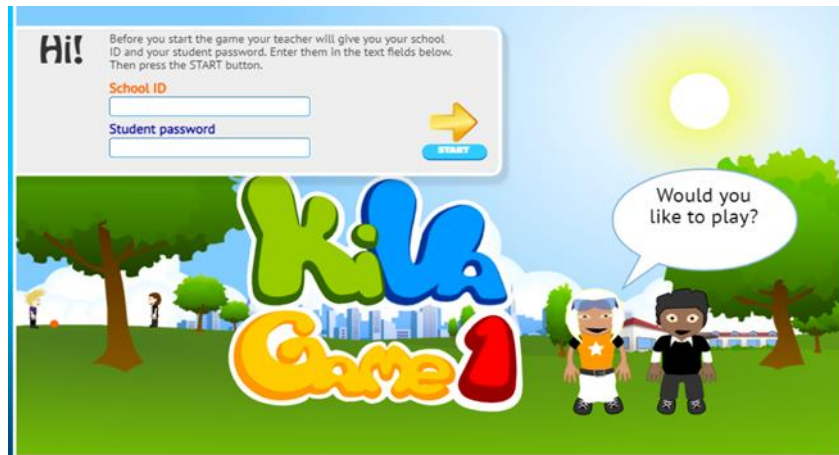 Hi!
Before you start the game your teacher will give you your school
ID and your student password. Enter them in the text fields below.
Then press the START button.
School ID
Student password
START
Would you
like to play?
KiVa
Game 1